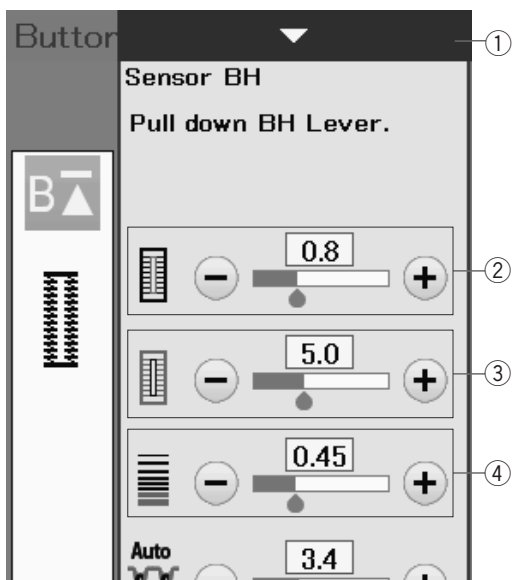 Button
①
Sensor BH
Pull down BH Lever.
B
0.8
②
5.0
③
0.45
④
Auto
3.4